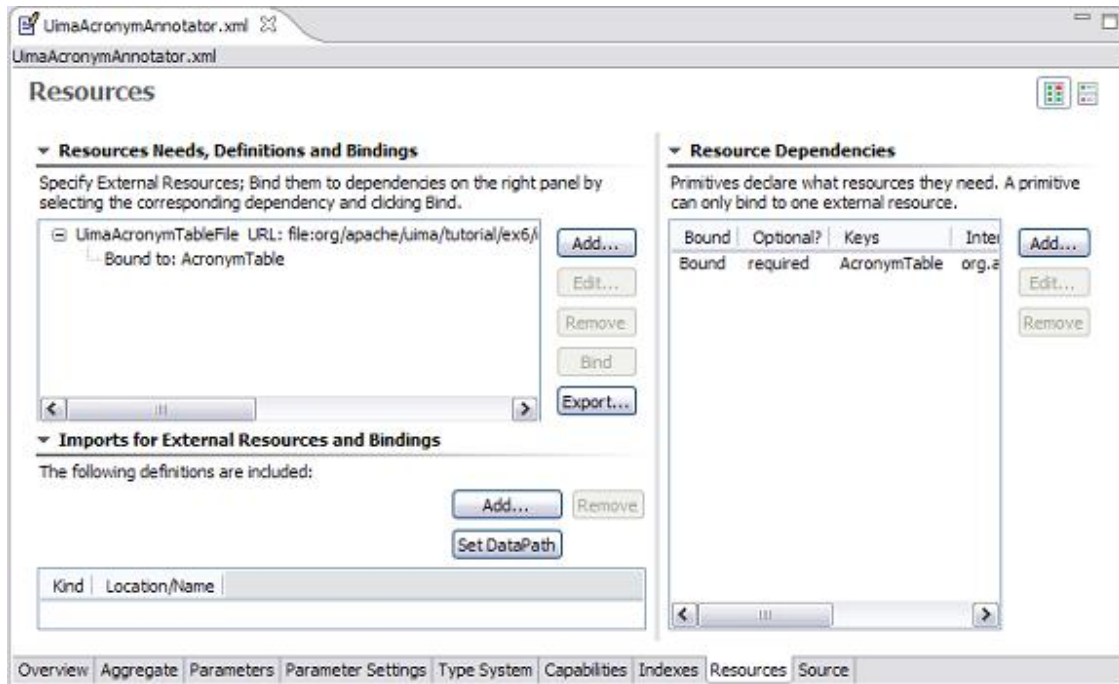 UimaAcronymAnnotator.xml
UimaAcronymAnnotator.xml
Resources
Resources Needs, Definitions and Bindings
Specify External Resources; Bind them to dependencies on the right panel by
selecting the corresponding dependency and clicking Bind.
UimaAcronymTableFile URL: file:org/apache/uima/tutorial/ex6/
Bound to: AcronymTable
Add...
Edit...
Remove
Bind
Export...
Imports for External Resources and Bindings
The following definitions are included:
Add... Remove
Set DataPath
Kind Location/Name
Resource Dependencies
Primitives declare what resources they need. A primitive
can only bind to one external resource.
Bound Optional? Keys Inter
Bound required AcronymTable org.a
Add...
Edit...
Remove
Overview Aggregate Parameters Parameter Settings Type System Capabilities Indexes Resources Source